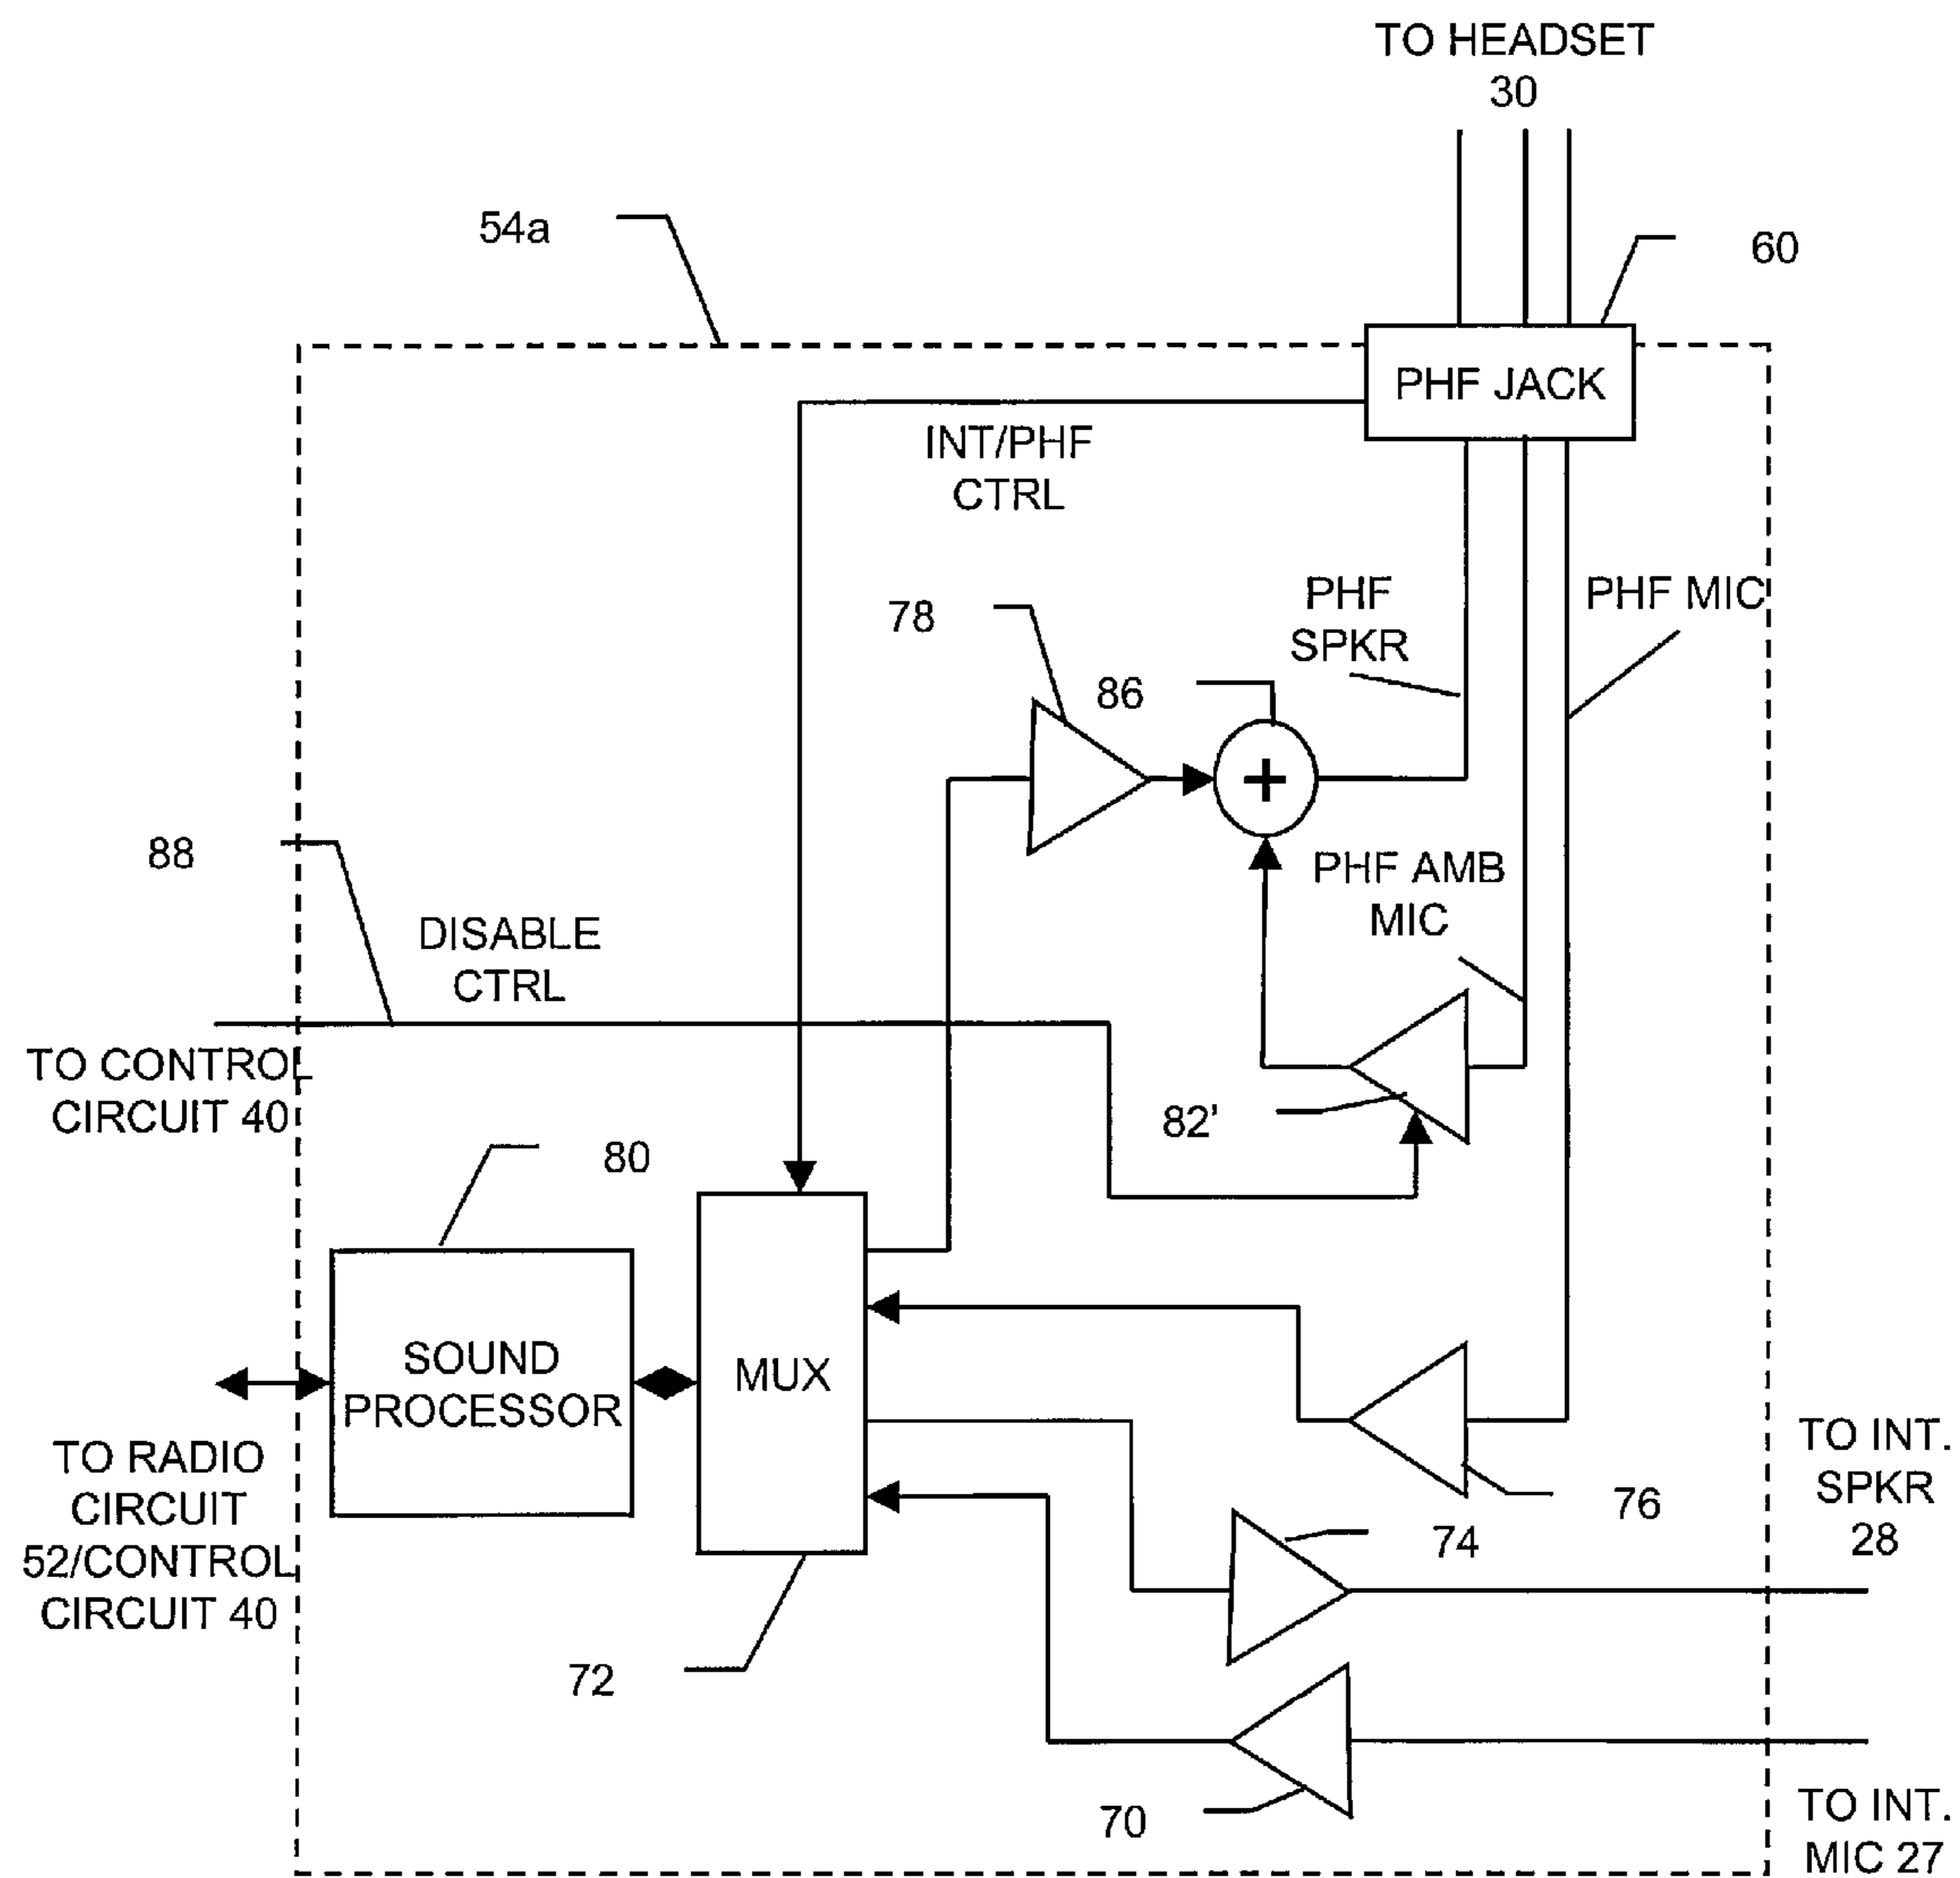 TO HEADSET
30
54a
60
PHF JACK
INT/PHF
CTRL
PHF
SPKR
PHF MIC
78
86
88
PHF AMB
MIC
DISABLE
CTRL
TO CONTROL
CIRCUIT 40
82'
80
SOUND
PROCESSOR
MUX
TO RADIO
CIRCUIT
52/CONTROL
CIRCUIT 40
TO INT.
SPKR
28
76
74
72
70
TO INT.
MIC 27